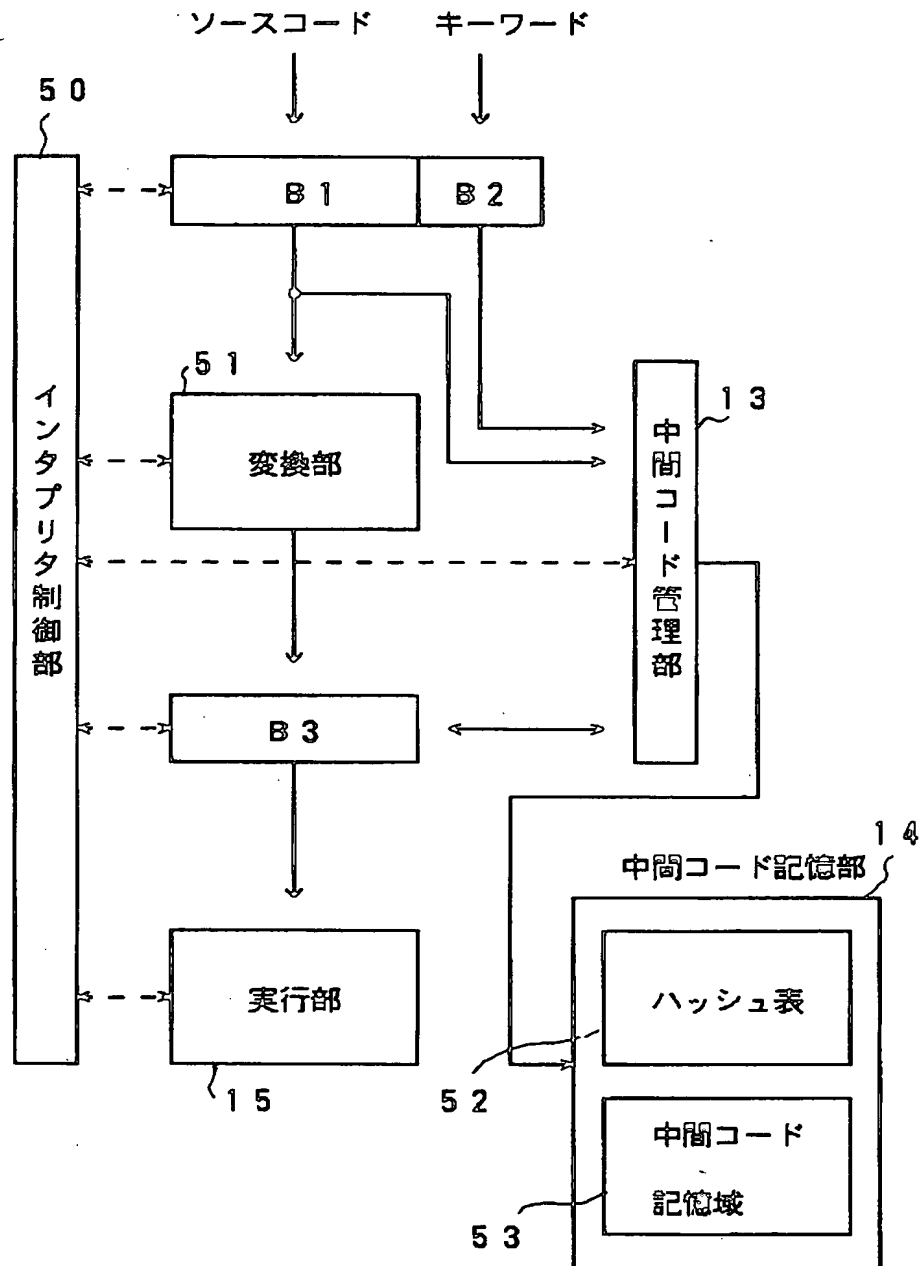 ソースコード
キーワード
50
B1
B2
51
変換部
13
中間コード管理部
インタプリタ制御部
B3
14
中間コード記憶部
実行部
15
ハッシュ表
52
中間コード
記憶域
53